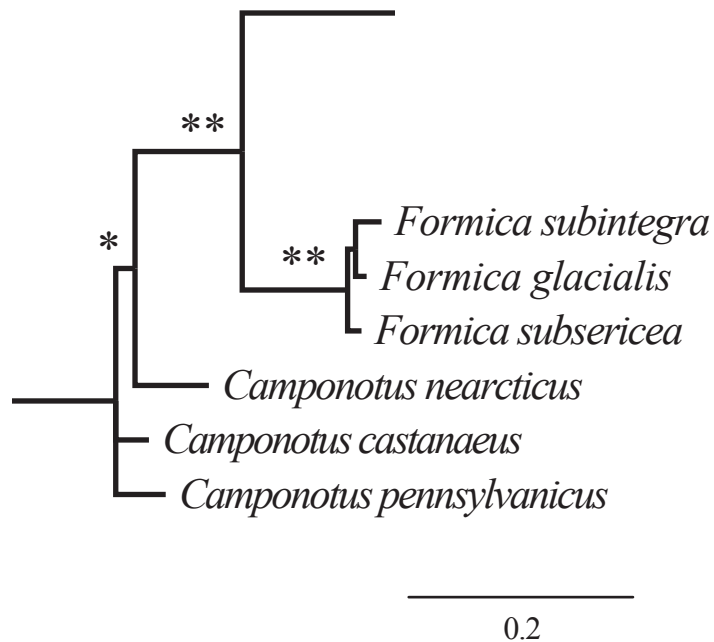 **
*
**
Formica subintegra
Formica glacialis
Formica subsericea
Camponotus nearcticus
Camponotus castanaeus
Camponotus pennsylvanicus
0.2